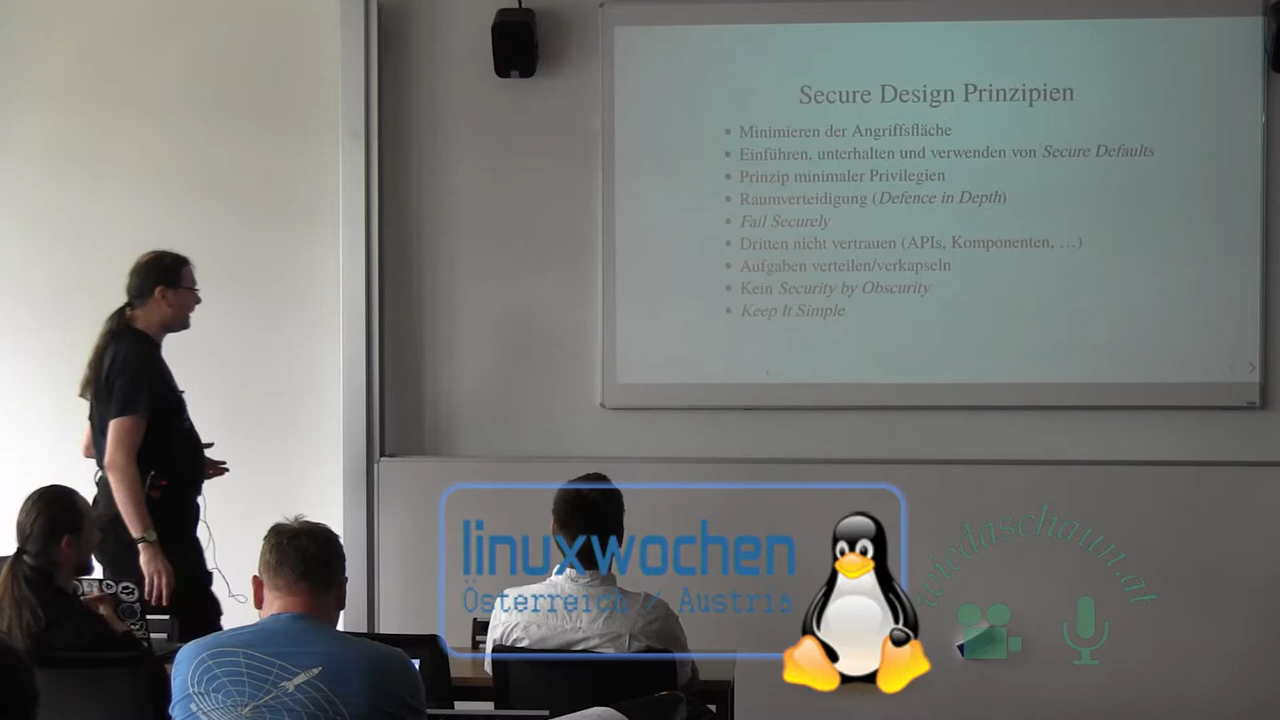 Secure Design Prinzipien
• Minimieren der Angriffsfläche
• Einführen, unterhalten und verwenden von Secure Defaults
• Prinzip minimaler Privilegien
• Raumverteidigung (Defence in Depth)
• Fail Securely
• Dritten nicht vertrauen (APIs, Komponenten, …)
• Aufgaben verteilen/verkapseln
• Kein Security by Obscurity
• Keep It Simple
linuxwochen
Österreich / Austria
wiedaschaun.at